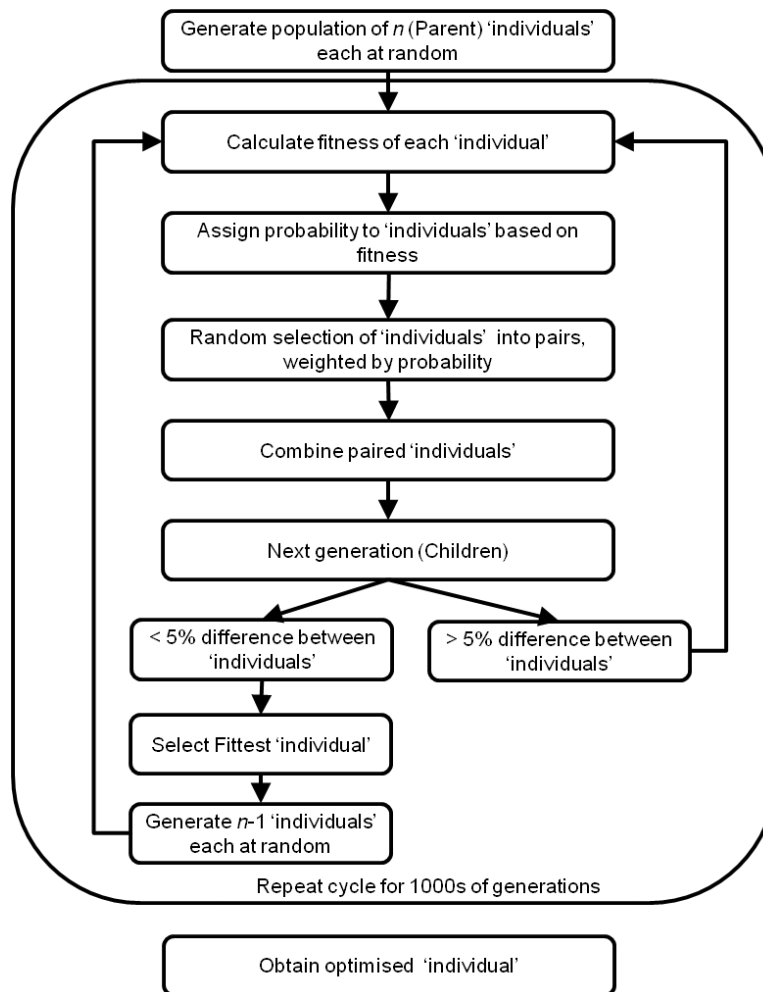 Generate population of n (Parent) ‘individuals’
each at random
Calculate fitness of each ‘individual’
Assign probability to ‘individuals’ based on
fitness
Random selection of ‘individuals’ into pairs,
weighted by probability
Combine paired ‘individuals’
Next generation (Children)
< 5% difference between
‘individuals’
> 5% difference between
‘individuals’
Select Fittest ‘individual’
Generate n-1 ‘individuals’
each at random
Repeat cycle for 1000s of generations
Obtain optimised ‘individual’